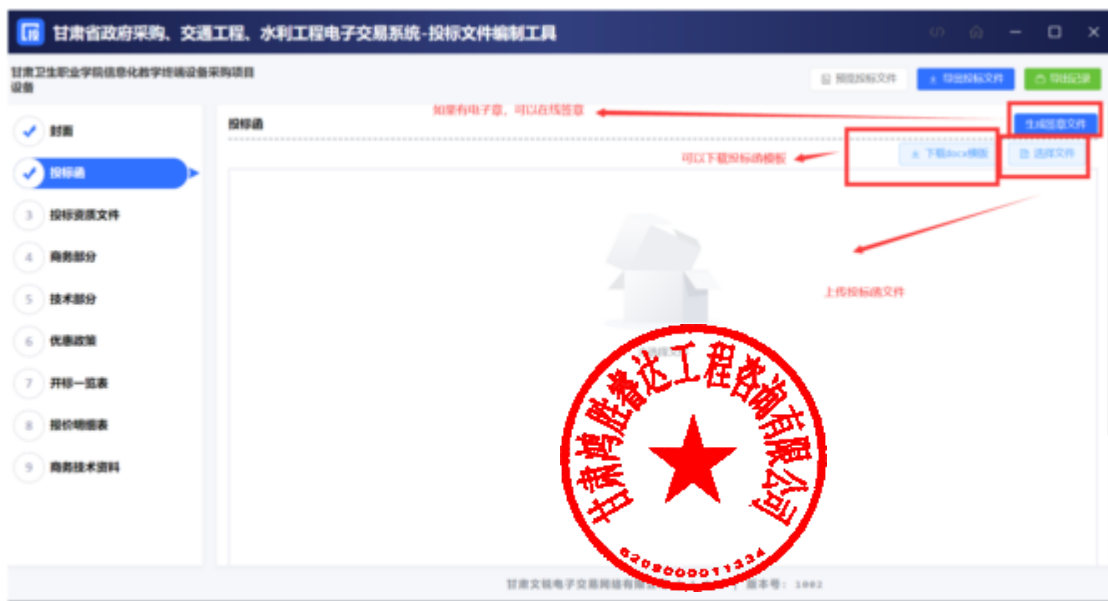 甘肃省政府采购、交通工程、水利工程电子交易系统-投标文件编制工具
甘肃卫生职业学院信息化教学终端设备采购项目
设备
预览投标文件
导出投标文件
导出记录
如果有电子章，可以在线签章
投标函
生成签章文件
可以下载投标函模板
下载docx模板
选择文件
封面
投标函
3 投标资质文件
4 商务部分
5 技术部分
6 优惠政策
7 开标一览表
8 报价明细表
9 商务技术资料
上传投标函文件
甘肃鸿胜睿达工程咨询有限公司
6209000011334
甘肃文锐电子交易网络有限
版本号: 1002